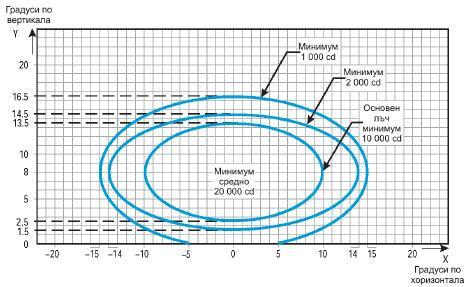 Градуси по
вертикала
Y
Минимум
1 000 cd
20
Минимум
2 000 cd
16.5
Основен
лъч
минимум
10 000 cd
14.5
13.5
10
Минимум
средно
20 000 cd
8
5
2.5
1.5
0
−20 −15 −14 −10 −5 0 5 10 14 15 20
X
Градуси по
хоризонтала